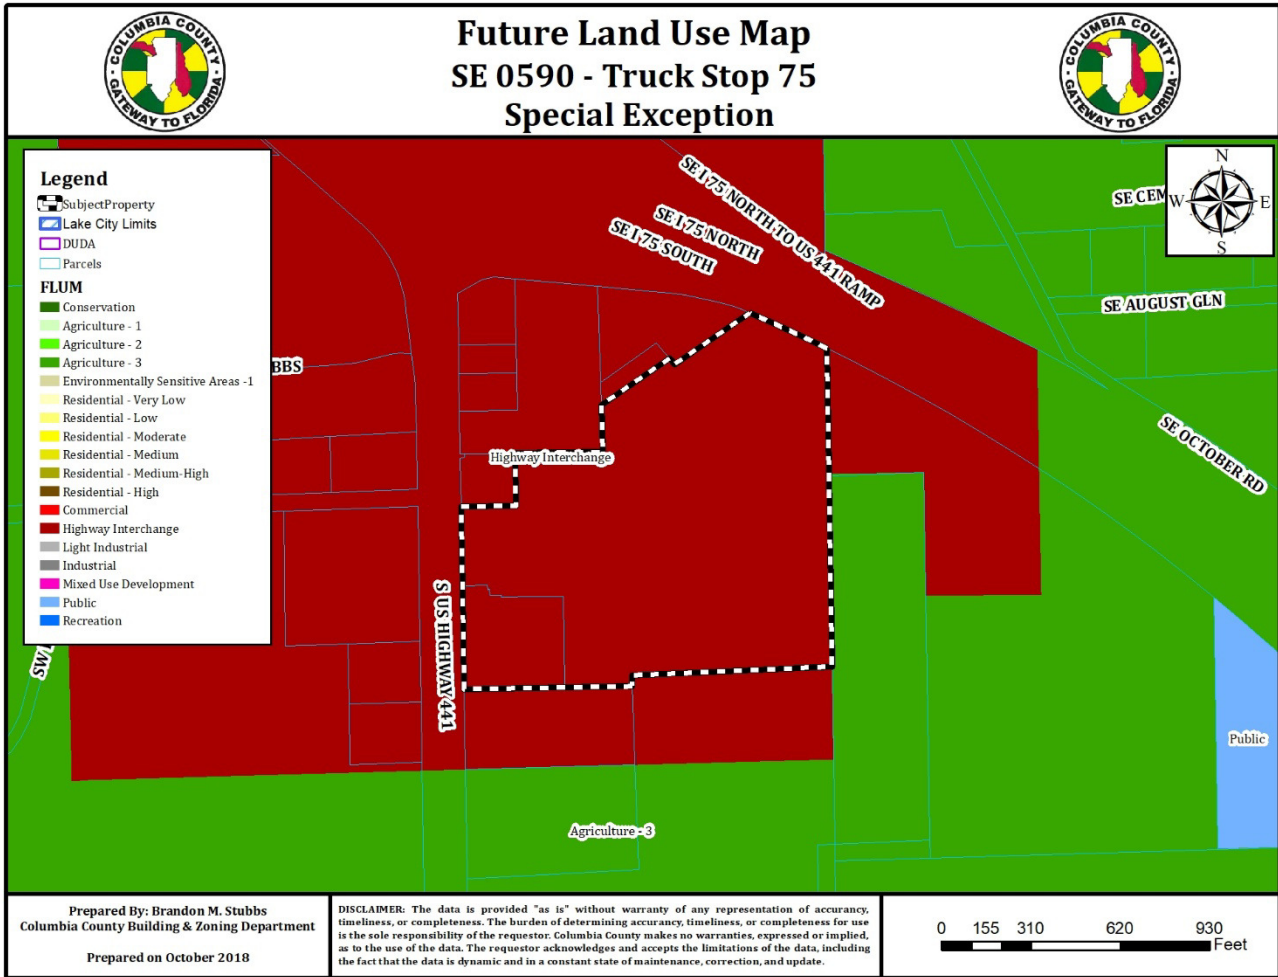 COLUMBIA COUNTY
GATEWAY TO FLORIDA
Future Land Use Map
SE 0590 - Truck Stop 75
Special Exception
COLUMBIA COUNTY
GATEWAY TO FLORIDA
Legend
SubjectProperty
Lake City Limits
DUDA
Parcels
FLUM
Conservation
Agriculture - 1
Agriculture - 2
Agriculture - 3
Environmentally Sensitive Areas -1
Residential - Very Low
Residential - Low
Residential - Moderate
Residential - Medium
Residential - Medium-High
Residential - High
Commercial
Highway Interchange
Light Industrial
Industrial
Mixed Use Development
Public
Recreation
N
W E
S
SE CEM
SE I 75 NORTH TO US 441 RAMP
SE I 75 NORTH
SE I 75 SOUTH
SE AUGUST GLN
BBS
SE OCTOBER RD
Highway Interchange
S US HIGHWAY 441
SW
Public
Agriculture - 3
Prepared By: Brandon M. Stubbs
Columbia County Building & Zoning Department
Prepared on October 2018
DISCLAIMER: The data is provided "as is" without warranty of any representation of accurancy,
timeliness, or completeness. The burden of determining accurancy, timeliness, or completeness for use
is the sole responsibility of the requestor. Columbia County makes no warranties, expressed or implied,
as to the use of the data. The requestor acknowledges and accepts the limitations of the data, including
the fact that the data is dynamic and in a constant state of maintenance, correction, and update.
0 155 310 620 930
Feet